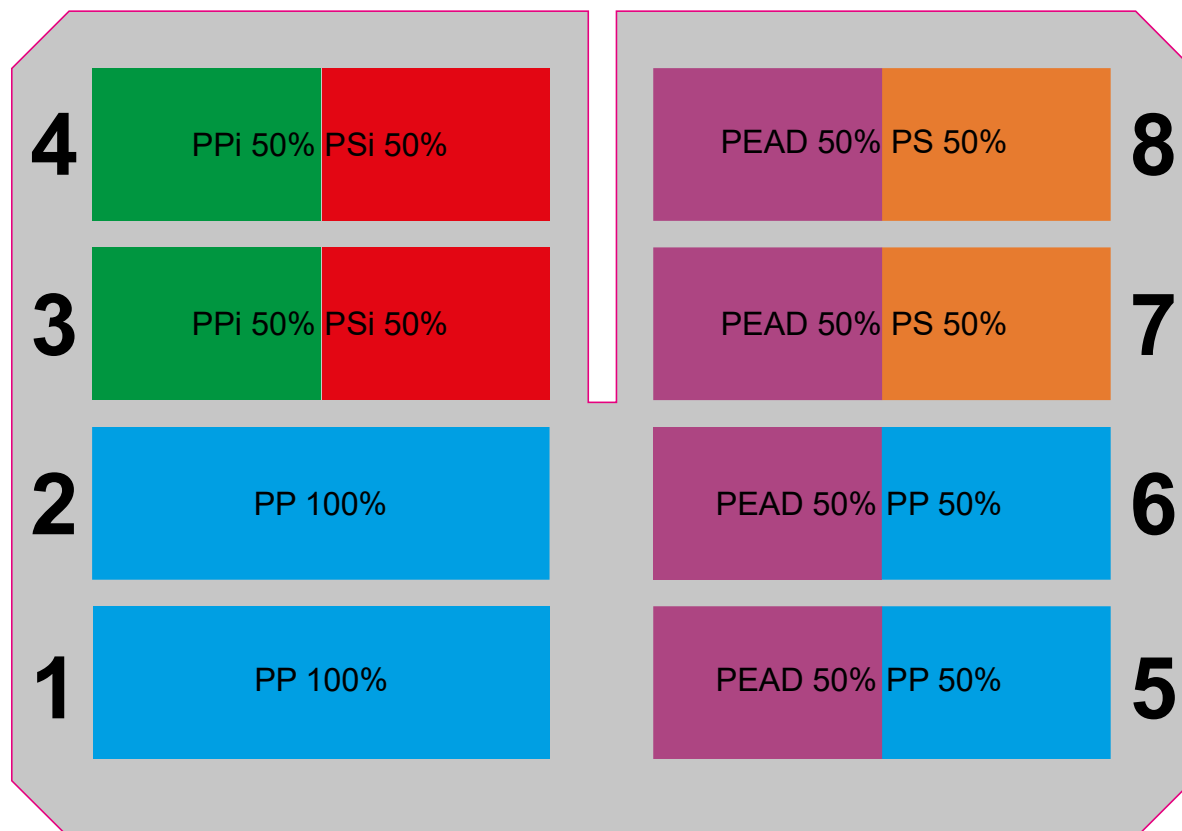 4 PPi 50% PSi 50% PEAD 50% PS 50% 8
3 PPi 50% PSi 50% PEAD 50% PS 50% 7
2 PP 100% PEAD 50% PP 50% 6
1 PP 100% PEAD 50% PP 50% 5